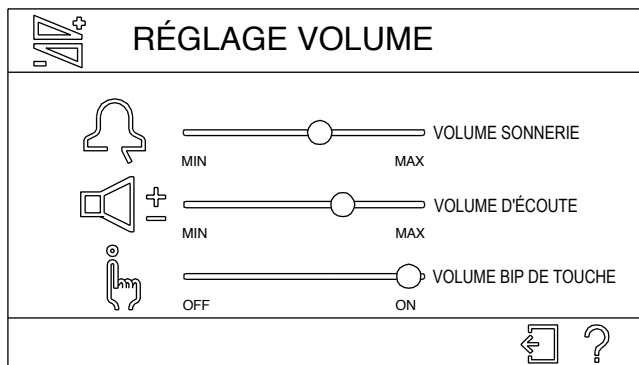 RÉGLAGE VOLUME
VOLUME SONNERIE
MIN MAX
VOLUME D'ÉCOUTE
MIN MAX
VOLUME BIP DE TOUCHE
OFF ON